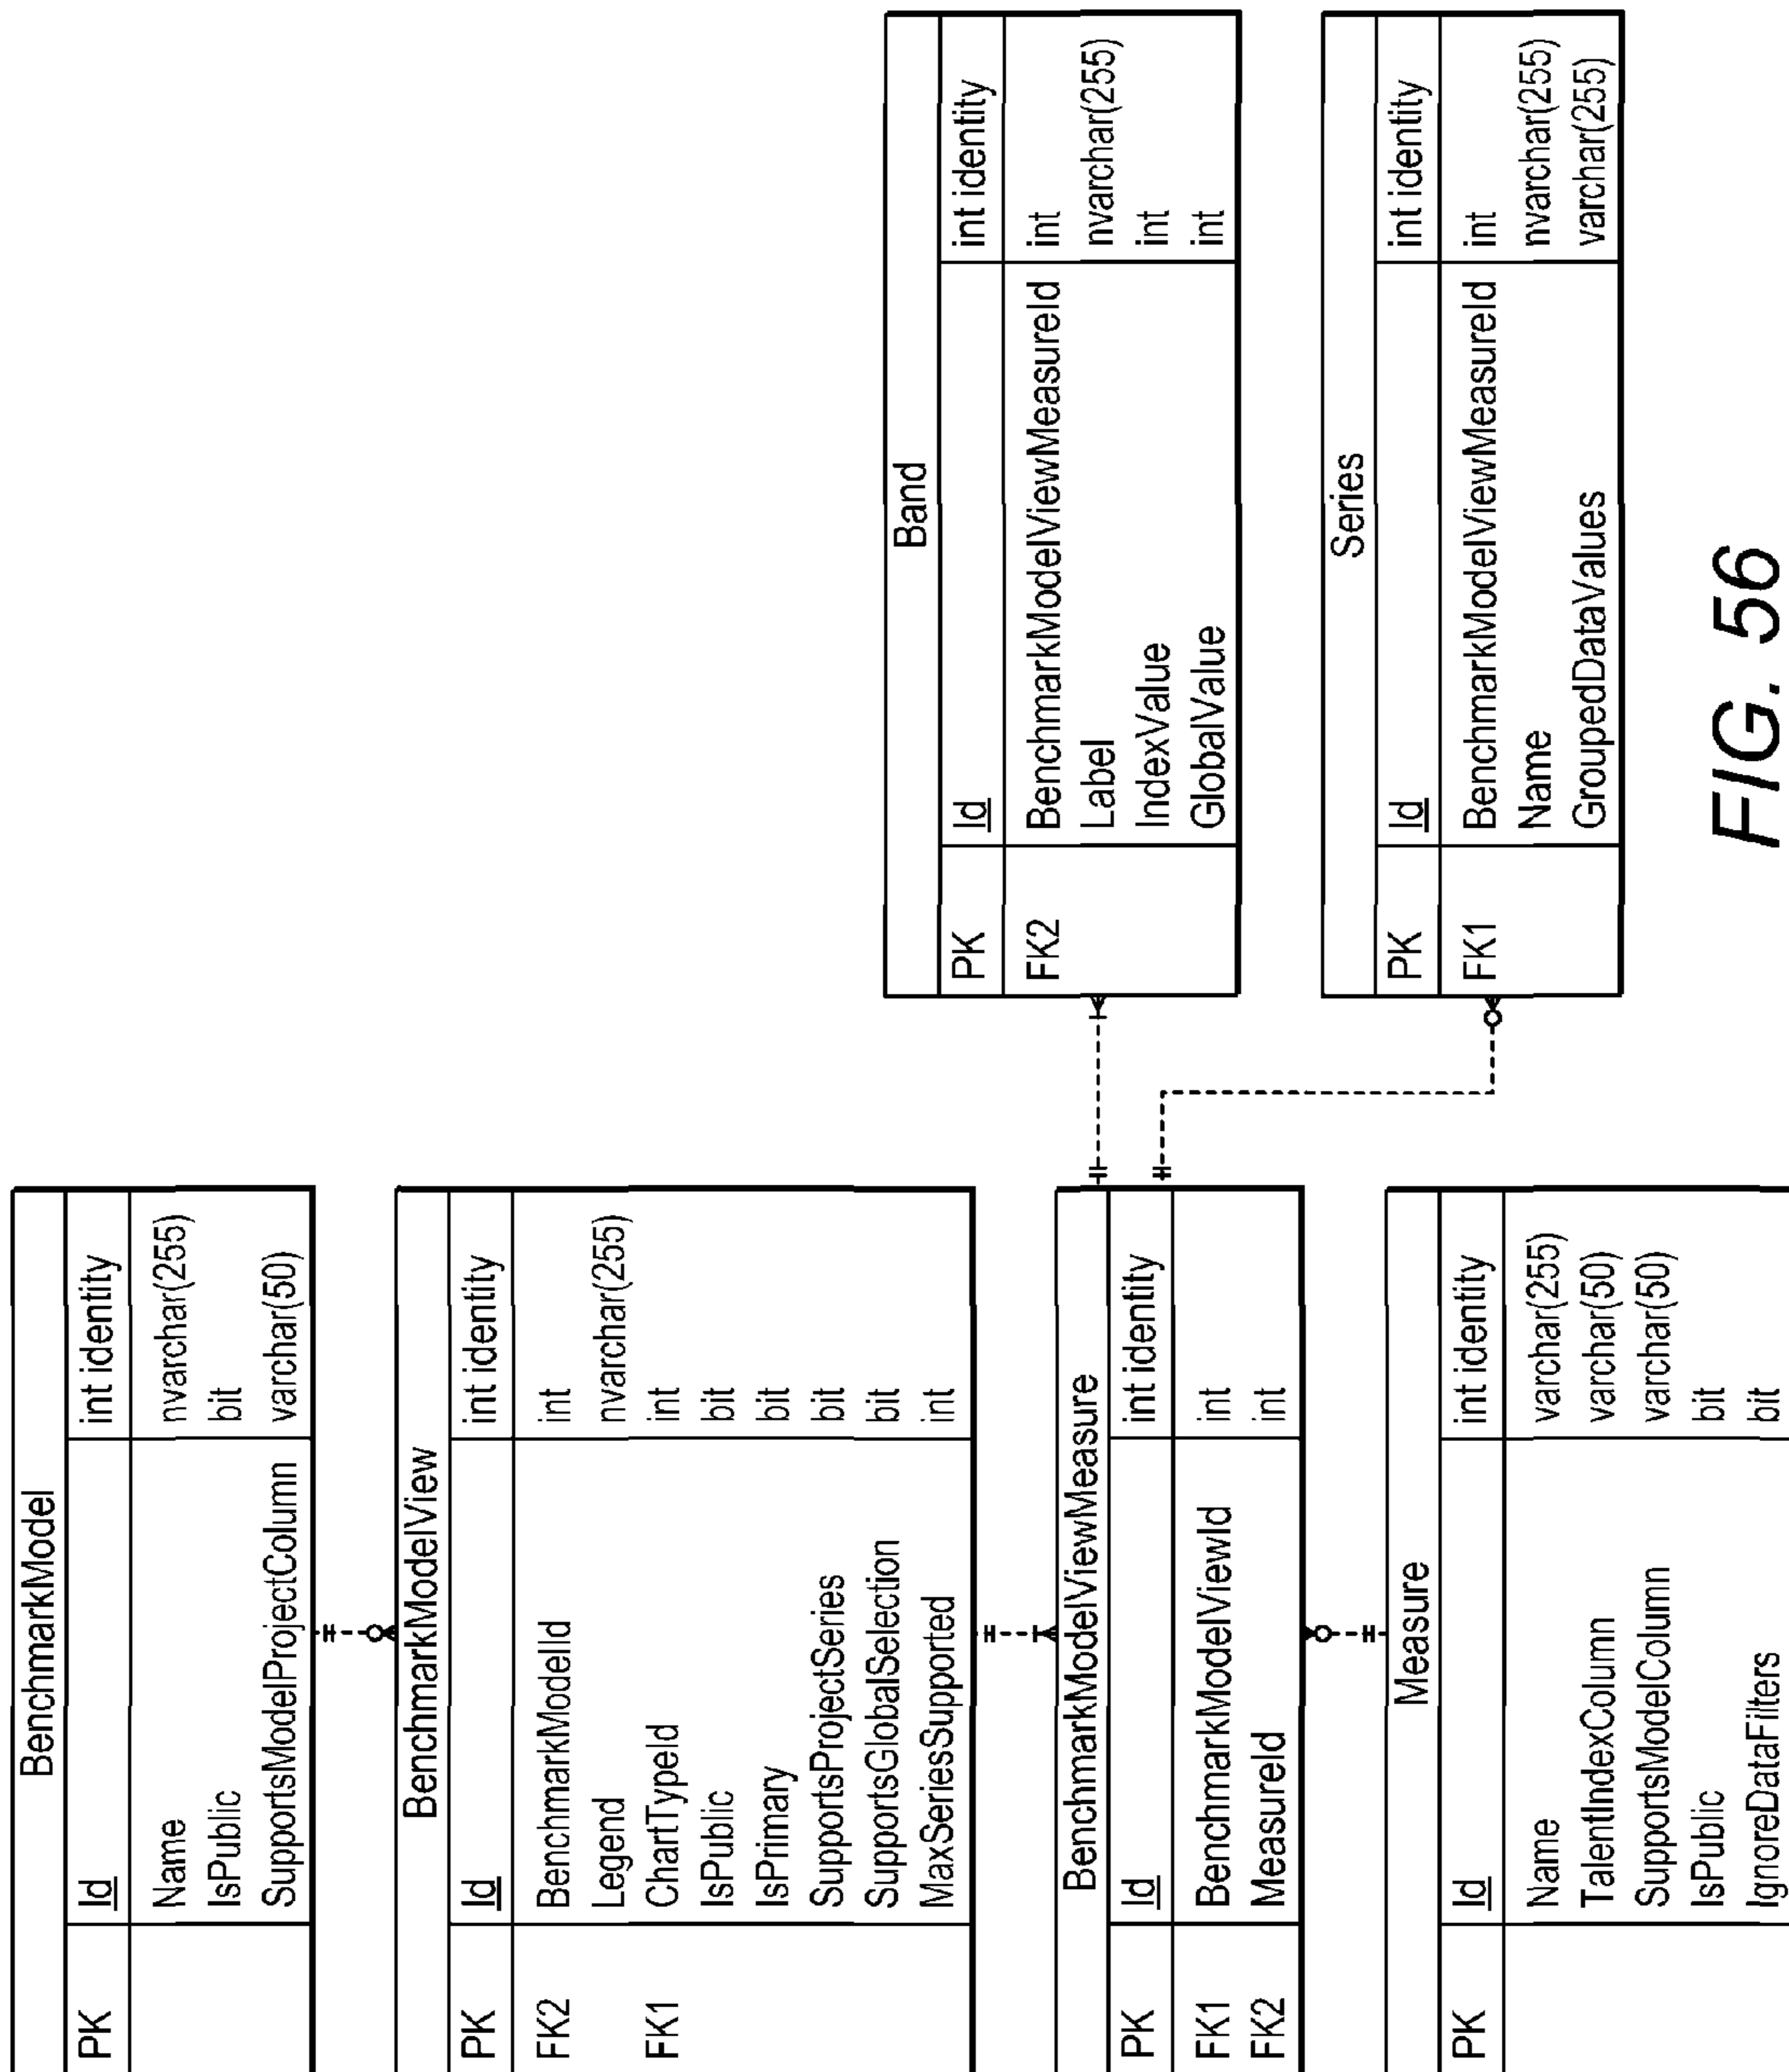 BenchmarkModel
PK Id int identity
Name nvarchar(255)
IsPublic bit
SupportsModelProjectColumn varchar(50)
BenchmarkModelView
PK Id int identity
FK2 BenchmarkModelId int
Legend nvarchar(255)
FK1 ChartTypeId int
IsPublic bit
IsPrimary bit
SupportsProjectSeries bit
SupportsGlobalSelection bit
MaxSeriesSupported int
BenchmarkModelViewMeasure
PK Id int identity
FK1 BenchmarkModelViewId int
FK2 MeasureId int
Measure
PK Id int identity
Name varchar(255)
TalentIndexColumn varchar(50)
SupportsModelColumn varchar(50)
IsPublic bit
IgnoreDataFilters bit
Band
PK Id int identity
FK2 BenchmarkModelViewMeasureId int
Label nvarchar(255)
IndexValue int
GlobalValue int
Series
PK Id int identity
FK1 BenchmarkModelViewMeasureId int
Name nvarchar(255)
GroupedDataValues varchar(255)
FIG. 56